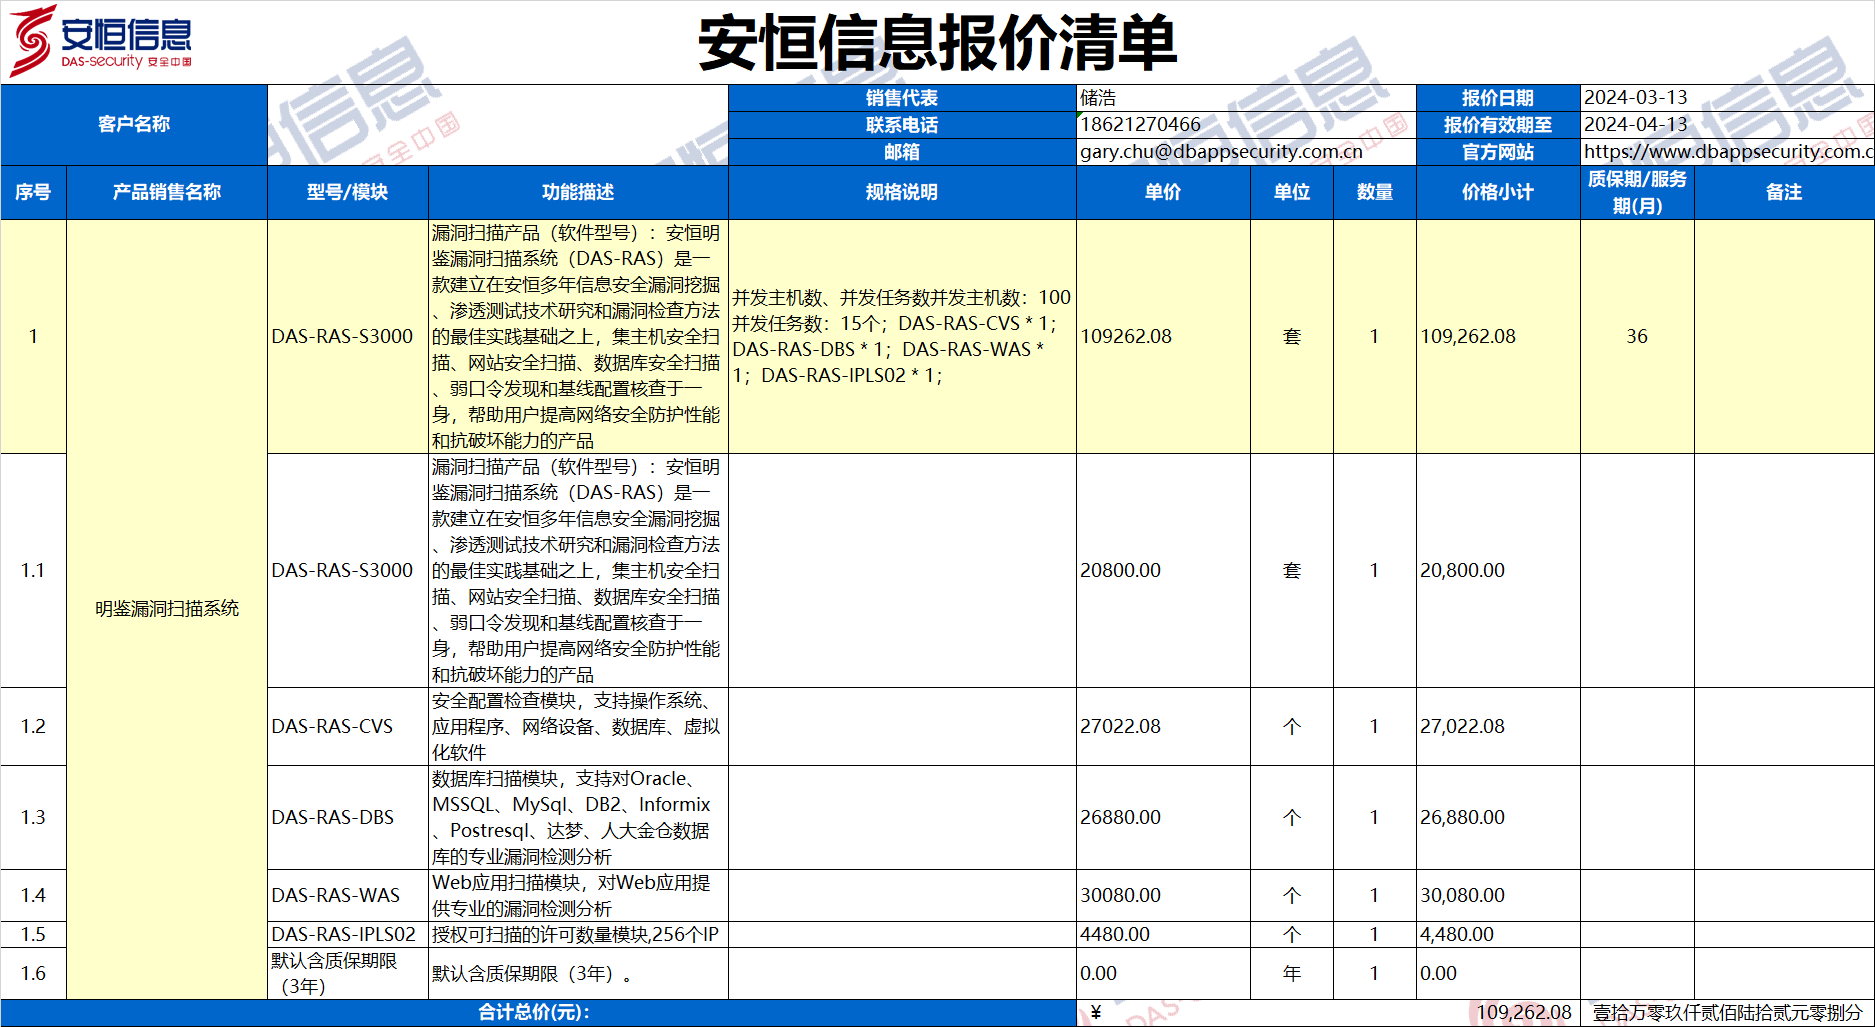 安恒信息
DAS-security 安全中国
安恒信息报价清单
客户名称
销售代表
储浩
报价日期
2024-03-13
联系电话
18621270466
报价有效期至
2024-04-13
邮箱
gary.chu@dbappsecurity.com.cn
官方网站
https://www.dbappsecurity.com.c
序号
产品销售名称
型号/模块
功能描述
规格说明
单价
单位
数量
价格小计
质保期/服务
期(月)
备注
1
明鉴漏洞扫描系统
DAS-RAS-S3000
漏洞扫描产品（软件型号）：安恒明
鉴漏洞扫描系统（DAS-RAS）是一
款建立在安恒多年信息安全漏洞挖掘
、渗透测试技术研究和漏洞检查方法
的最佳实践基础之上，集主机安全扫
描、网站安全扫描、数据库安全扫描
、弱口令发现和基线配置核查于一
身，帮助用户提高网络安全防护性能
和抗破坏能力的产品
并发主机数、并发任务数并发主机数：100
并发任务数：15个；DAS-RAS-CVS * 1；
DAS-RAS-DBS * 1；DAS-RAS-WAS *
1；DAS-RAS-IPLS02 * 1；
109262.08
套
1
109,262.08
36
1.1
DAS-RAS-S3000
漏洞扫描产品（软件型号）：安恒明
鉴漏洞扫描系统（DAS-RAS）是一
款建立在安恒多年信息安全漏洞挖掘
、渗透测试技术研究和漏洞检查方法
的最佳实践基础之上，集主机安全扫
描、网站安全扫描、数据库安全扫描
、弱口令发现和基线配置核查于一
身，帮助用户提高网络安全防护性能
和抗破坏能力的产品
20800.00
套
1
20,800.00
1.2
DAS-RAS-CVS
安全配置检查模块，支持操作系统、
应用程序、网络设备、数据库、虚拟
化软件
27022.08
个
1
27,022.08
1.3
DAS-RAS-DBS
数据库扫描模块，支持对Oracle、
MSSQL、MySql、DB2、Informix
、Postresql、达梦、人大金仓数据
库的专业漏洞检测分析
26880.00
个
1
26,880.00
1.4
DAS-RAS-WAS
Web应用扫描模块，对Web应用提
供专业的漏洞检测分析
30080.00
个
1
30,080.00
1.5
DAS-RAS-IPLS02
授权可扫描的许可数量模块,256个IP
4480.00
个
1
4,480.00
1.6
默认含质保期限
（3年）
默认含质保期限（3年）。
0.00
年
1
0.00
合计总价(元)：
¥
109,262.08
壹拾万零玖仟贰佰陆拾贰元零捌分